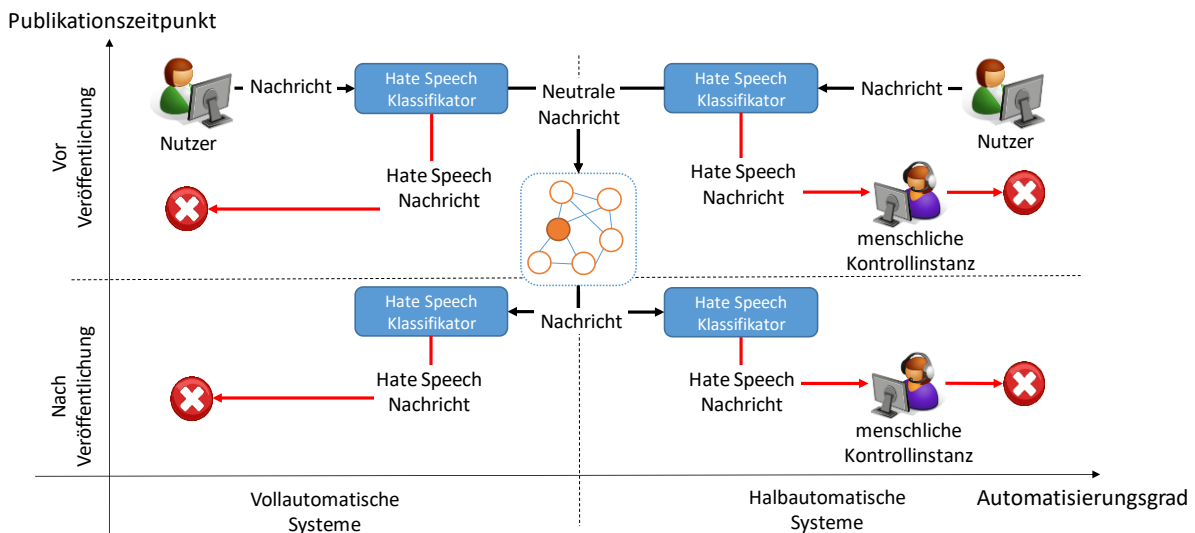 Publikationszeitpunkt
Vor
Veröffentlichung
Nutzer
Nachricht
Hate Speech
Klassifikator
Neutrale
Nachricht
Hate Speech
Klassifikator
Nachricht
Nutzer
Hate Speech
Nachricht
Hate Speech
Nachricht
menschliche
Kontrollinstanz
Nach
Veröffentlichung
Hate Speech
Klassifikator
Nachricht
Hate Speech
Klassifikator
Hate Speech
Nachricht
Hate Speech
Nachricht
menschliche
Kontrollinstanz
Vollautomatische
Systeme
Halbautomatische
Systeme
Automatisierungsgrad